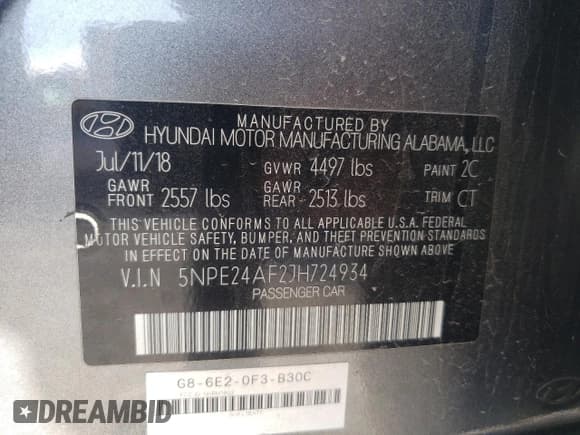 MANUFACTURED BY
HYUNDAI MOTOR MANUFACTURING ALABAMA, LLC
Jul/11/18 GVWR 4497 lbs PAINT 2C
GAWR FRONT 2557 lbs GAWR REAR 2513 lbs TRIM CT
THIS VEHICLE CONFORMS TO ALL APPLICABLE U.S.A. FEDERAL
MOTOR VEHICLE SAFETY, BUMPER, AND THEFT PREVENTION STANDARDS
IN EFFECT ON THE DATE OF MANUFACTURE SHOWN ABOVE.
V.I.N 5NPE24AF2JH724934
PASSENGER CAR
G8-6E2-0F3-B30C
DREAMBID